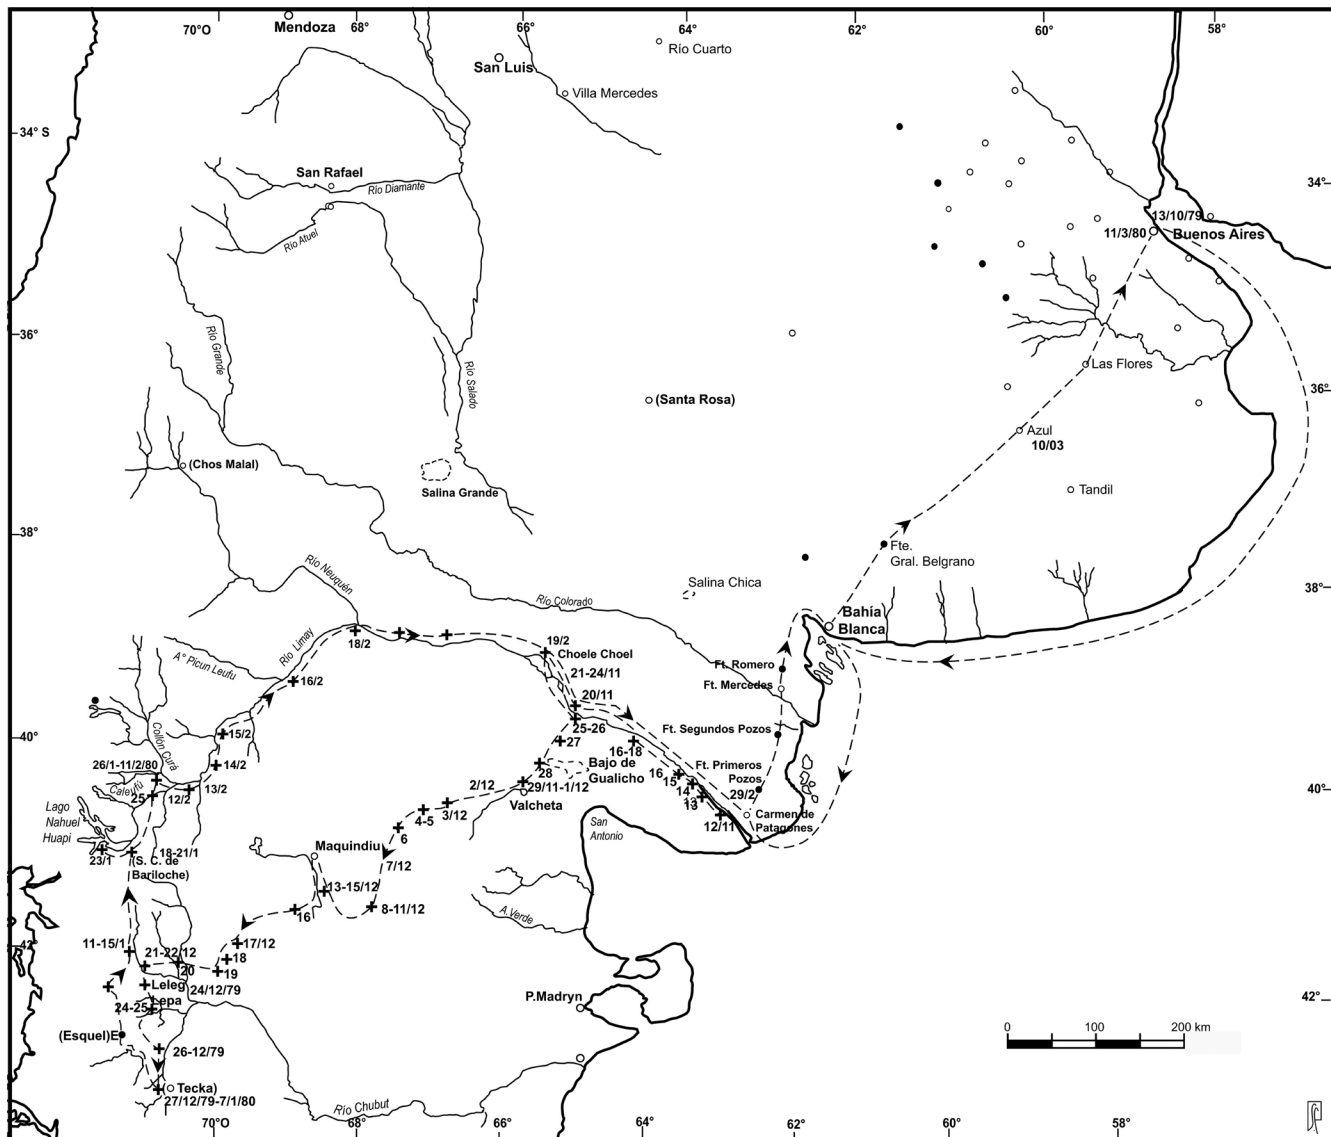 70°O
68°
66°
64°
62°
60°
58°
Mendoza
Río Cuarto
San Luis
Villa Mercedes
34° S
San Rafael
Río Diamante
34°
Río Atuel
13/10/79
11/3/80
Buenos Aires
36°
Río Grande
Río Salado
Las Flores
36°
(Santa Rosa)
Azul
10/03
(Chos Malal)
Salina Grande
Tandil
38°
Fte.
Gral. Belgrano
Río Neuquén
Salina Chica
38°
Río Colorado
Bahía
Blanca
18/2
Río Limay
19/2
Choele Choel
A° Picun Leufu
21-24/11
Ft. Romero
16/2
Ft. Mercedes
20/11
25-26
Ft. Segundos Pozos
15/2
Collón Curá
40°
27
16-18
14/2
26/1-11/2/80
Bajo de
Gualicho
Ft. Primeros
Pozos
29/2
28
16
15
14
13
40°
Caleyfú
25
12/2
13/2
2/12
29/11-1/12
Valcheta
Lago
Nahuel
Huapi
3/12
4-5
12/11
Carmen de
Patagones
6
San
Antonio
23/1
18-21/1
(S. C. de
Bariloche)
Maquindiu
7/12
13-15/12
8-11/12
16
A. Verde
42°
11-15/1
21-22/12
17/12
18
20
19
Leleg
24/12/79
Lepa
24-25
P.Madryn
42°
(Esquel)E
0
100
200 km
26-12/79
(
Tecka)
27/12/79-7/1/80
Río Chubut
70°
68°
66°
64°
62°
60°
58°